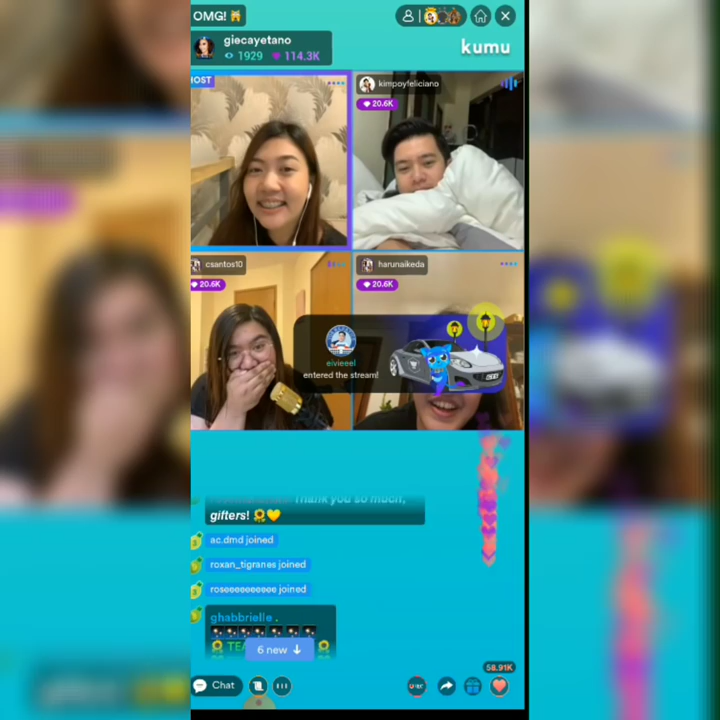 OMG!
giecayetano
1929 114.3K
kumu
HOST
kimpoyfeliciano
20.6K
csantos10
20.6K
harunaikeda
20.6K
eivieeel
entered the stream!
Thank you so much,
gifters!
ac.dmd joined
roxan_tigranes joined
roseeeeeeeeee joined
ghabbrielle .
6 new
58.91K
Chat